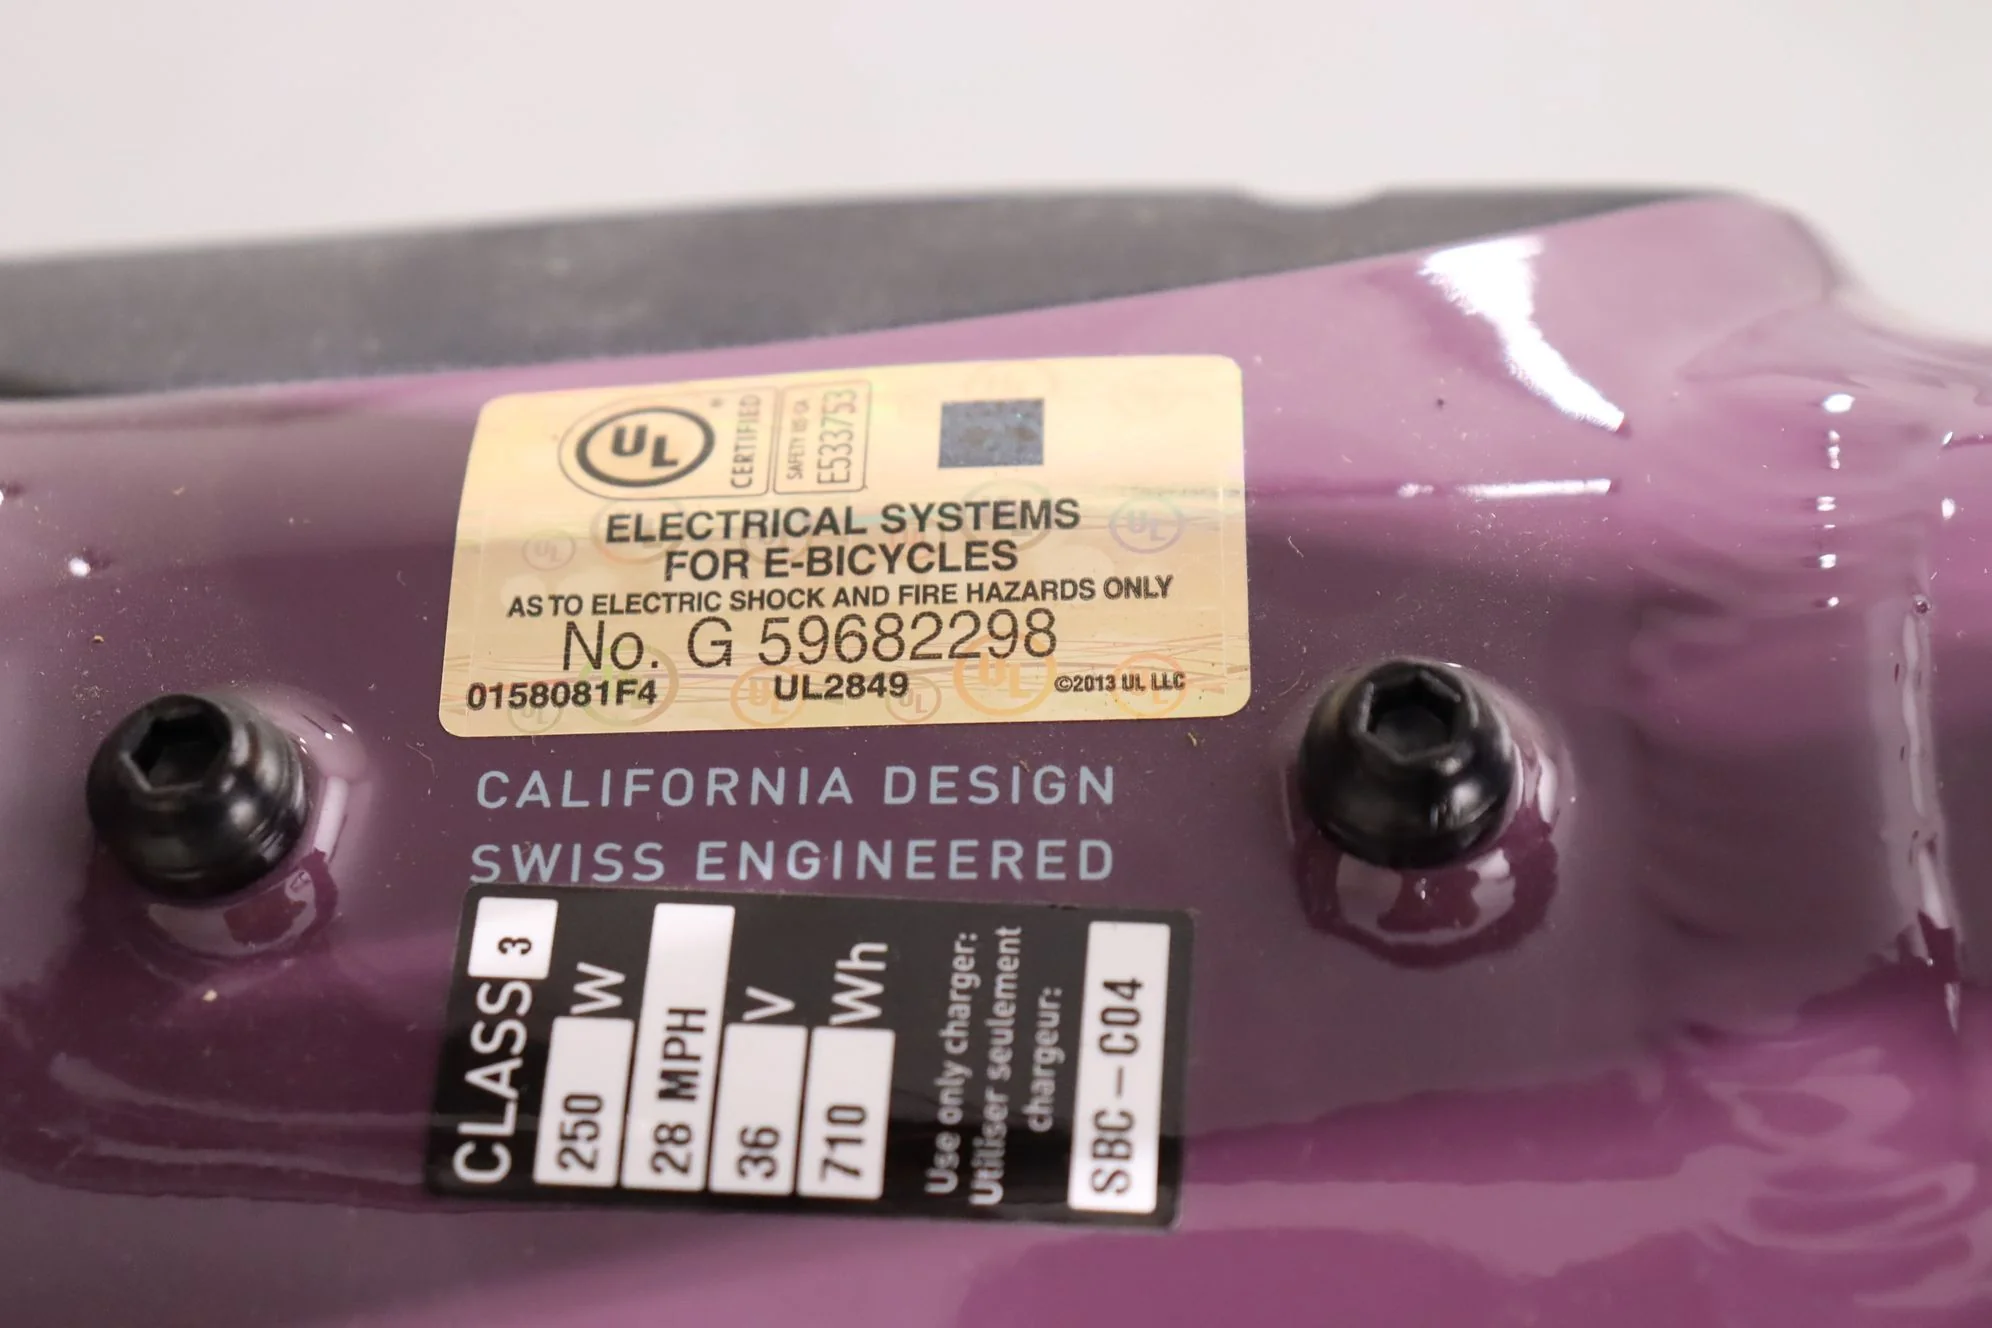 UL
®
CERTIFIED
SAFETY US-CA
E533753
ELECTRICAL SYSTEMS
FOR E-BICYCLES
AS TO ELECTRIC SHOCK AND FIRE HAZARDS ONLY
No. G 59682298
0158081F4 UL2849 ©2013 UL LLC
CALIFORNIA DESIGN
SWISS ENGINEERED
CLASS 3
250 W
28 MPH
36 V
710 Wh
Use only charger:
Utiliser seulement
chargeur:
SBC-C04